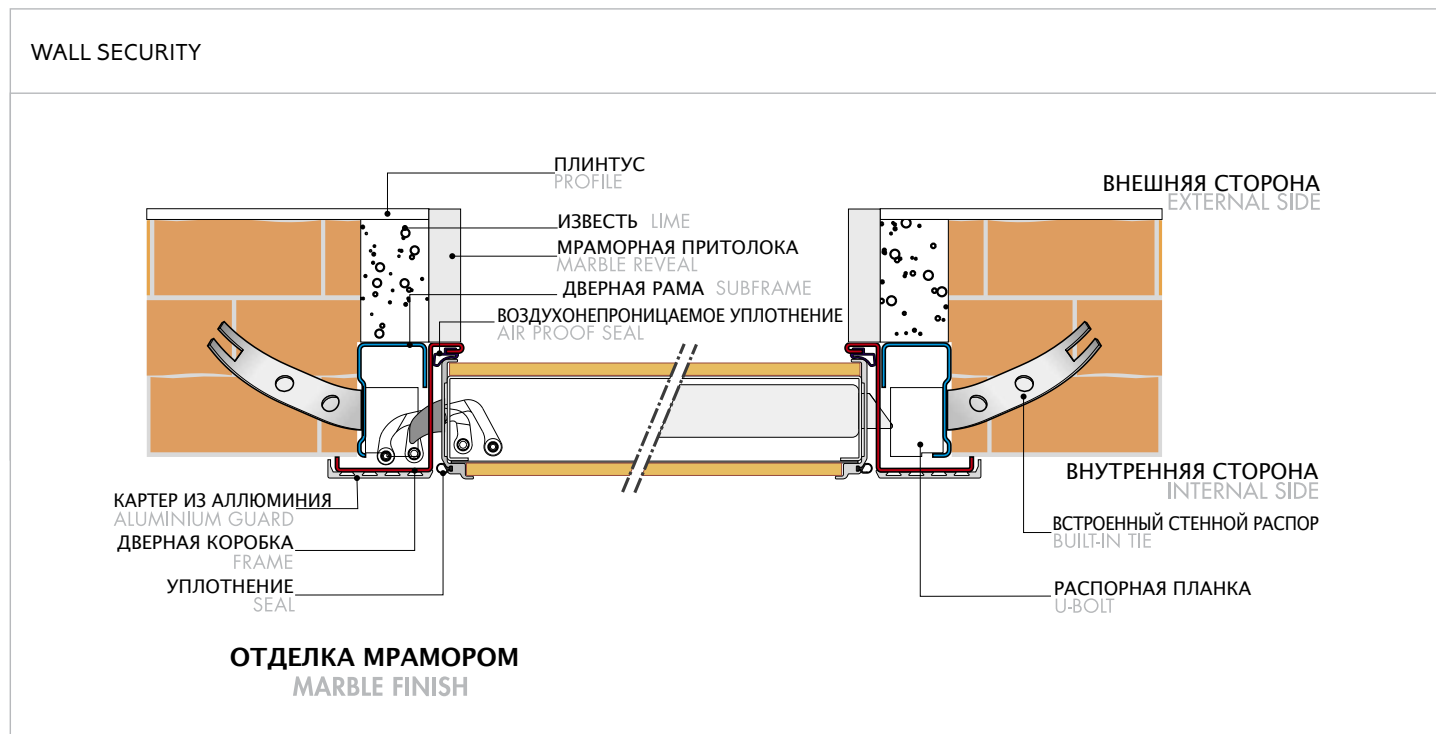 WALL SECURITY
ПЛИНТУС
PROFILE
ВНЕШНЯЯ СТОРОНА
EXTERNAL SIDE
ИЗВЕСТЬ LIME
МРАМОРНАЯ ПРИТОЛОКА
MARBLE REVEAL
ДВЕРНАЯ РАМА SUBFRAME
ВОЗДУХОНЕПРОНИЦАЕМОЕ УПЛОТНЕНИЕ
AIR PROOF SEAL
ВНУТРЕННЯЯ СТОРОНА
INTERNAL SIDE
КАРТЕР ИЗ АЛЛЮМИНИЯ
ALUMINIUM GUARD
ВСТРОЕННЫЙ СТЕННОЙ РАСПОР
BUILT-IN TIE
ДВЕРНАЯ КОРОБКА
FRAME
УПЛОТНЕНИЕ
SEAL
РАСПОРНАЯ ПЛАНКА
U-BOLT
ОТДЕЛКА МРАМОРОМ
MARBLE FINISH